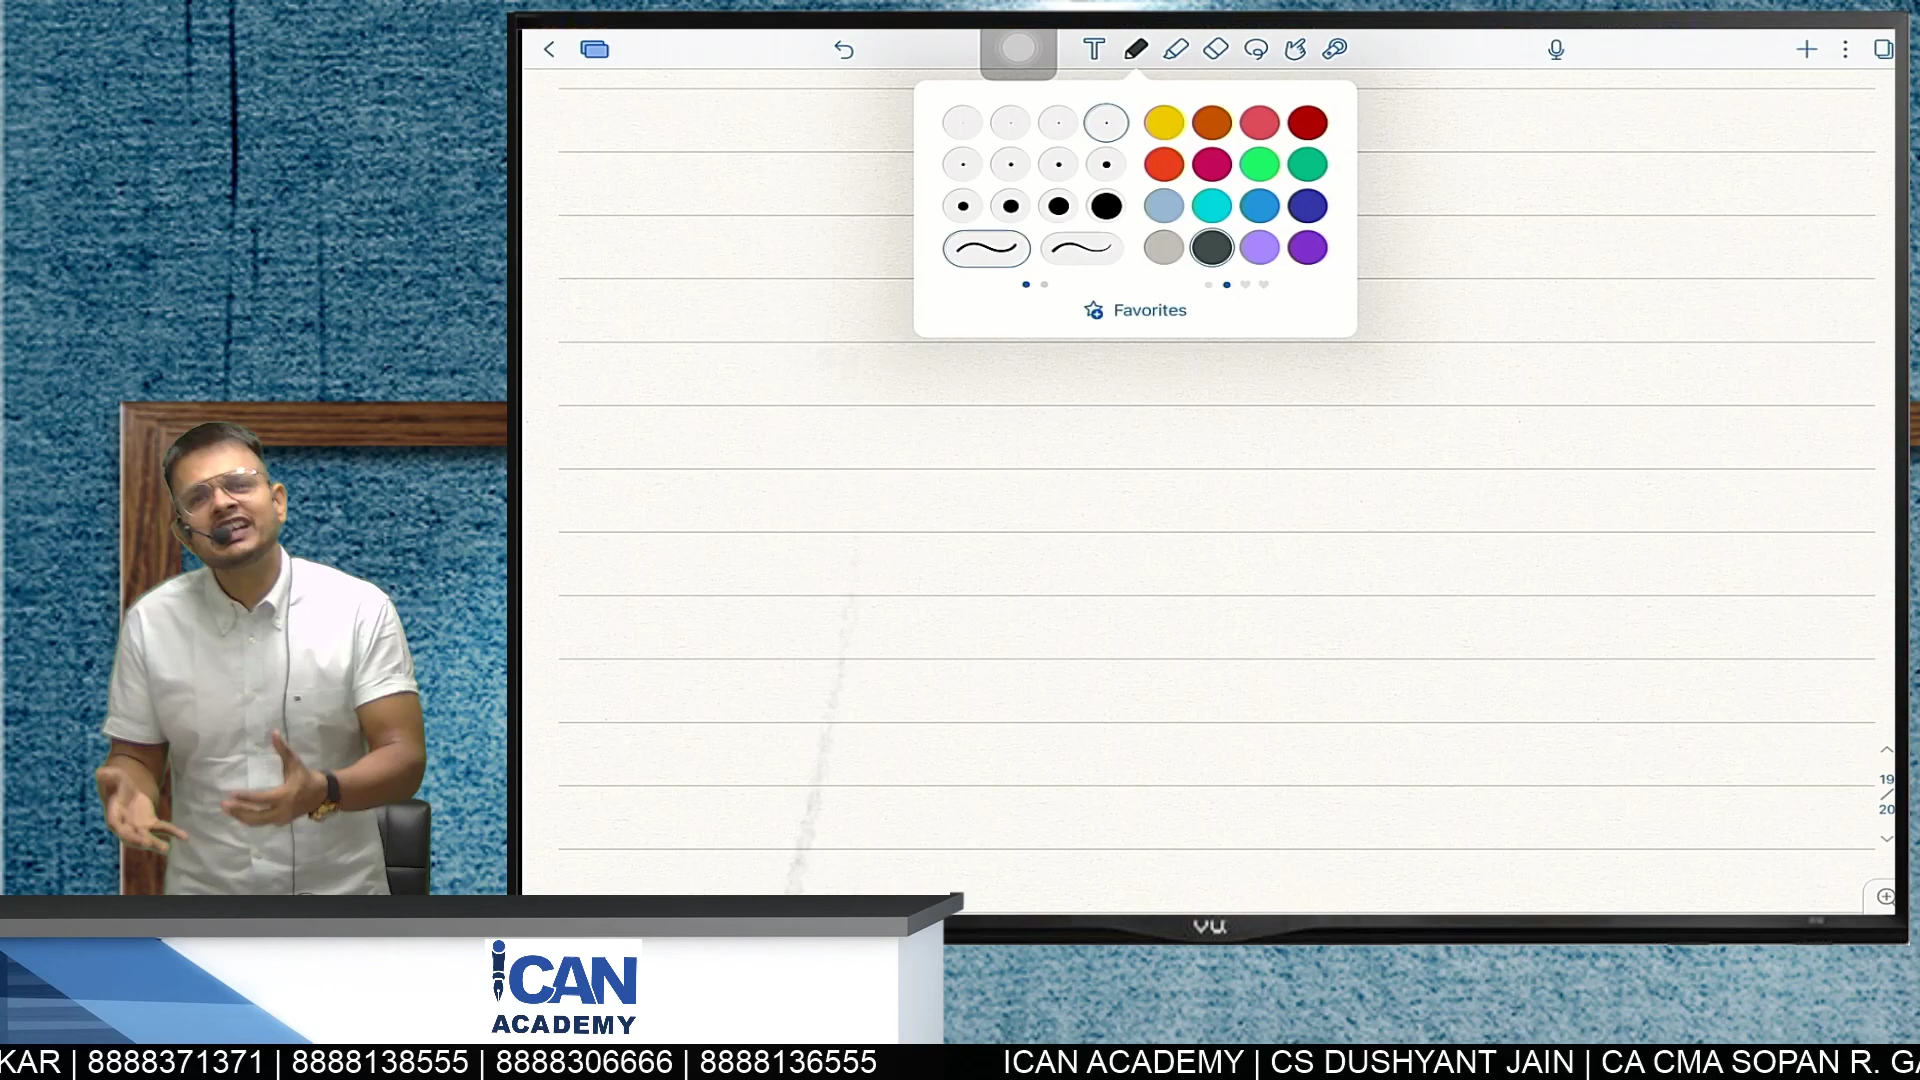 T
Favorites
19
20
vu
iCAN
ACADEMY
KAR | 8888371371 | 8888138555 | 8888306666 | 8888136555
ICAN ACADEMY | CS DUSHYANT JAIN | CA CMA SOPAN R. GA